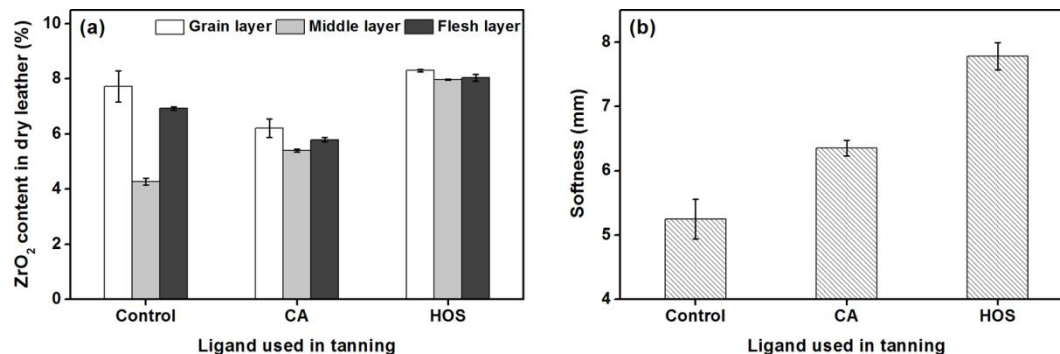 (a)
Grain layer Middle layer Flesh layer
ZrO₂ content in dry leather (%)
10
8
6
4
2
0
Control CA HOS
Ligand used in tanning
(b)
Softness (mm)
8
7
6
5
4
Control CA HOS
Ligand used in tanning